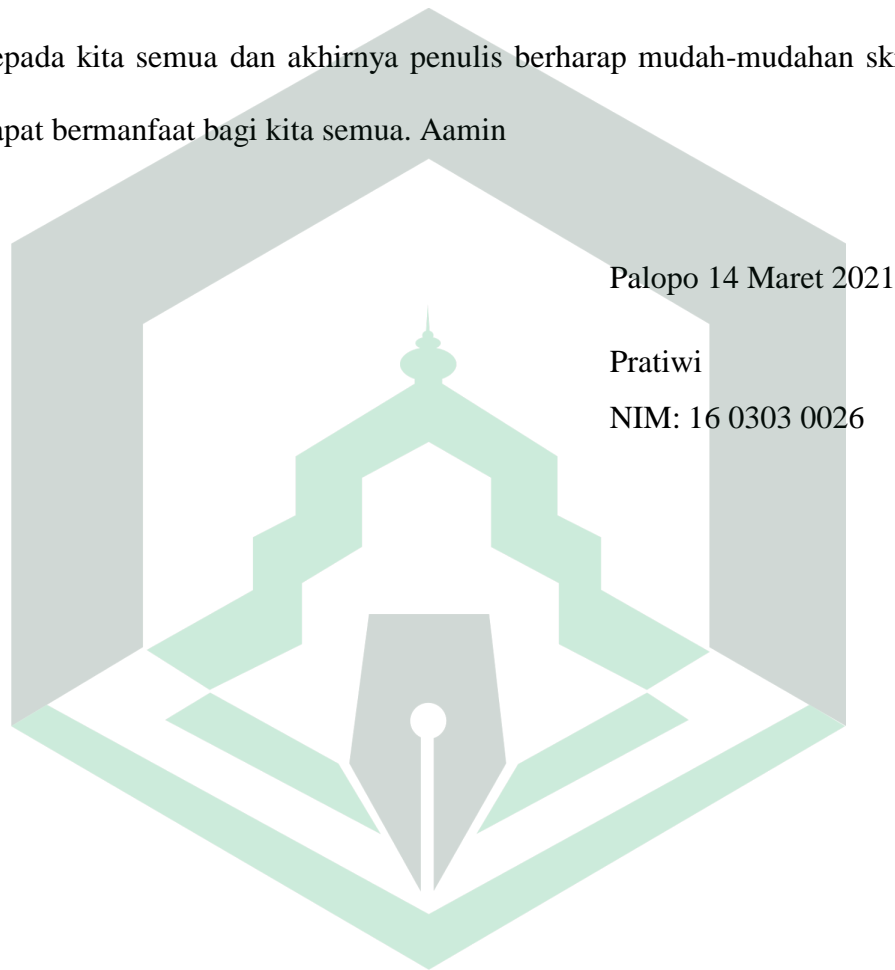 epada kita semua dan akhirnya penulis berharap mudah-mudahan sk
apat bermanfaat bagi kita semua. Aamin
Palopo 14 Maret 2021
Pratiwi
NIM: 16 0303 0026